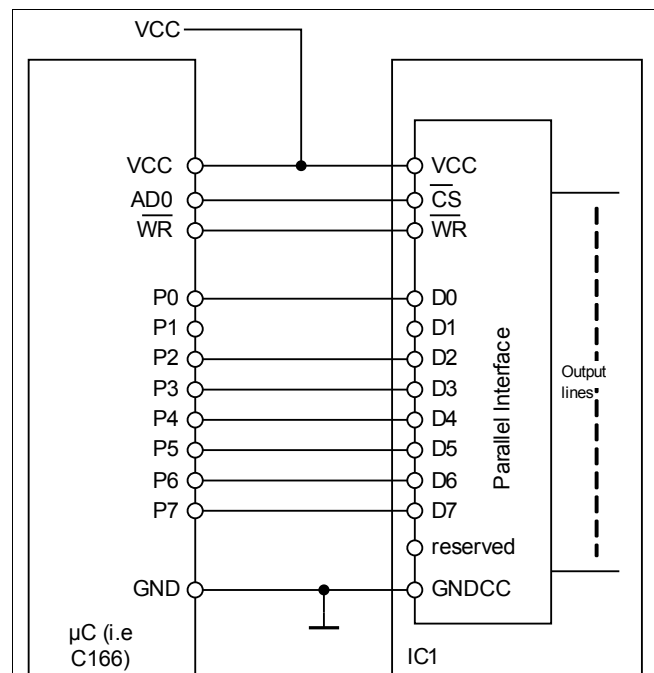 VCC
VCC
AD0
WR
P0
P1
P2
P3
P4
P5
P6
P7
GND
µC (i.e
C166)
VCC
CS
WR
D0
D1
D2
D3
D4
D5
D6
D7
reserved
GNDCC
Parallel Interface
IC1
Output
lines